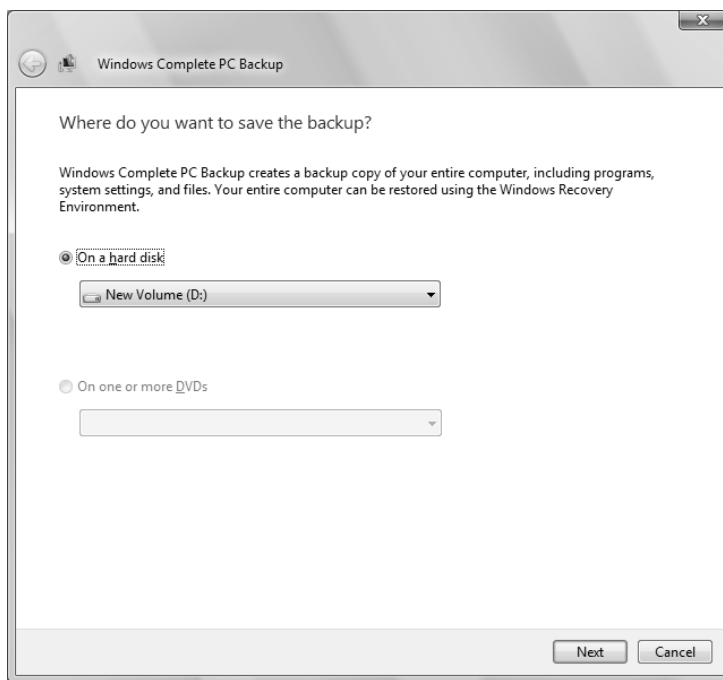 Windows Complete PC Backup
Where do you want to save the backup?
Windows Complete PC Backup creates a backup copy of your entire computer, including programs,
system settings, and files. Your entire computer can be restored using the Windows Recovery
Environment.
On a hard disk
New Volume (D:)
On one or more DVDs
Next Cancel